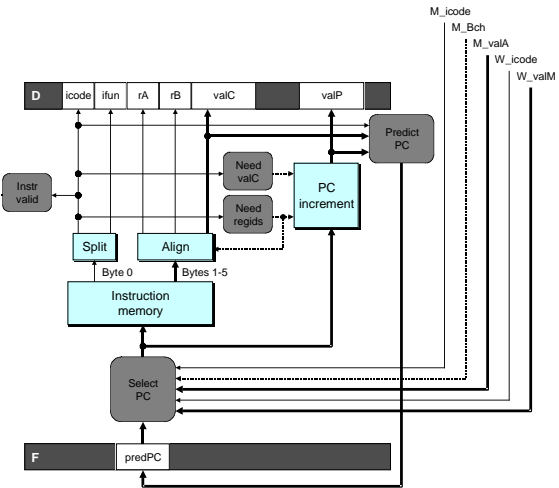 M_icode
M_Bch
M_valA
W_icode
W_valM
D icode ifun rA rB valC valP
Predict
PC
Need
valC
Instr
valid
PC
increment
Need
regids
Split
Align
Byte 0
Bytes 1-5
Instruction
memory
Select
PC
F predPC